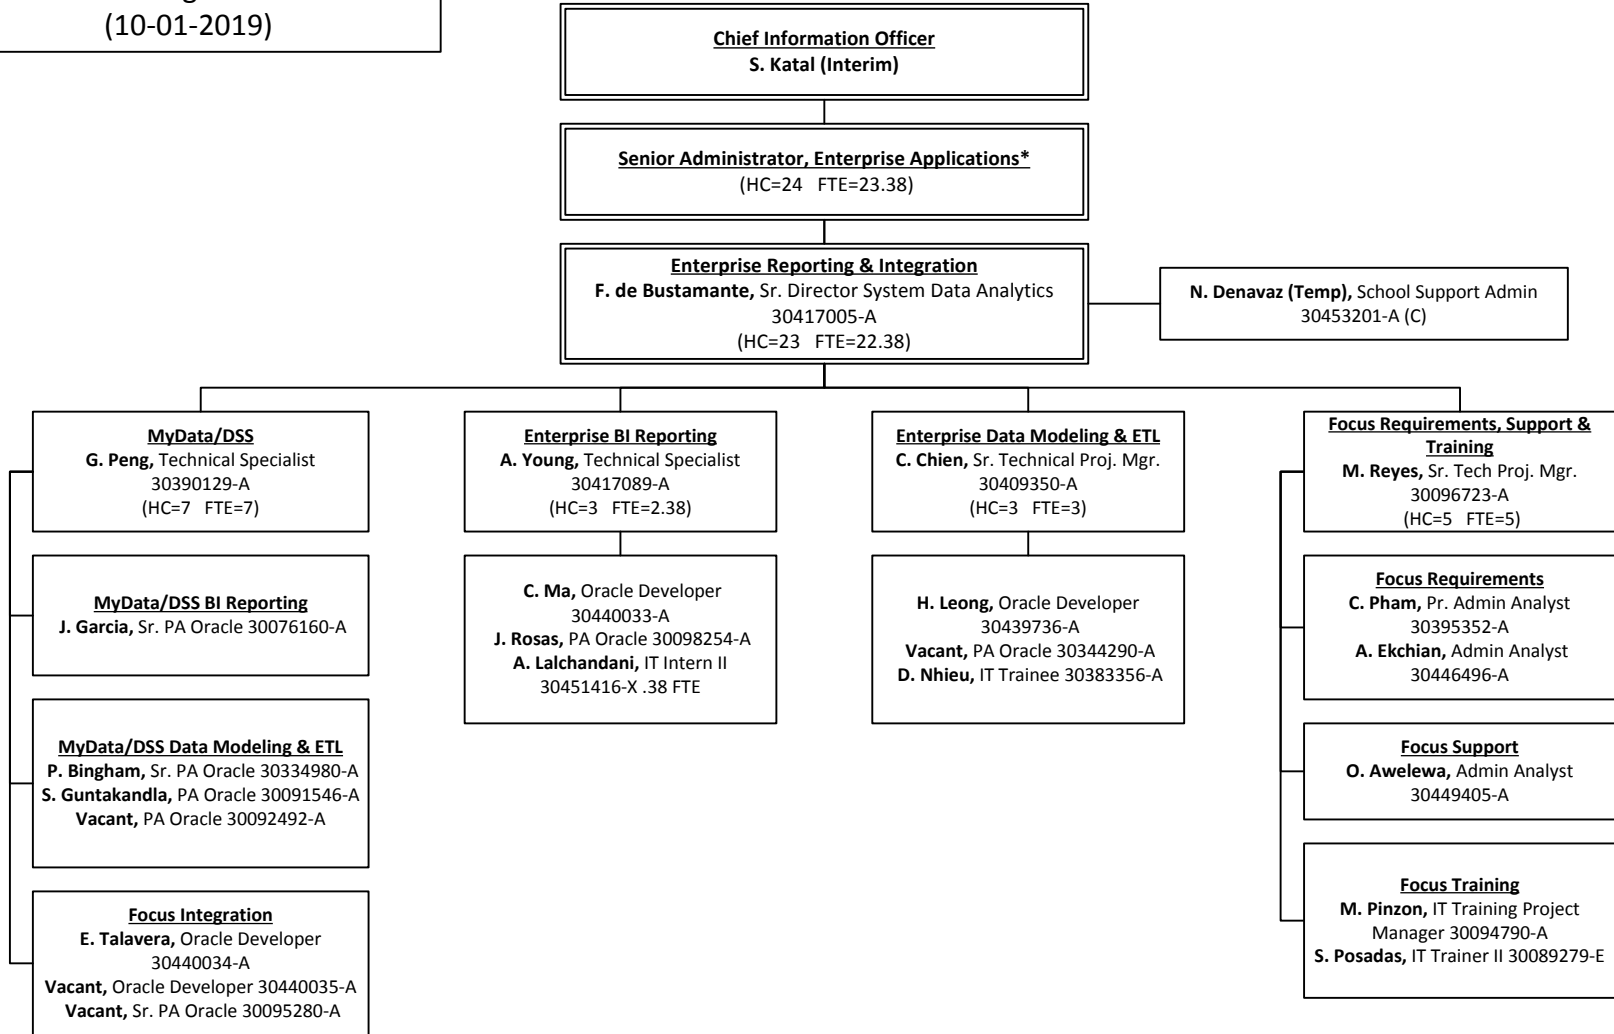 (10-01-2019)
Chief Information Officer
S. Katal (Interim)
Senior Administrator, Enterprise Applications*
(HC=24 FTE=23.38)
Enterprise Reporting & Integration
F. de Bustamante, Sr. Director System Data Analytics
30417005-A
(HC=23 FTE=22.38)
N. Denavaz (Temp), School Support Admin
30453201-A (C)
MyData/DSS
G. Peng, Technical Specialist
30390129-A
(HC=7 FTE=7)
MyData/DSS BI Reporting
J. Garcia, Sr. PA Oracle 30076160-A
MyData/DSS Data Modeling & ETL
P. Bingham, Sr. PA Oracle 30334980-A
S. Guntakandla, PA Oracle 30091546-A
Vacant, PA Oracle 30092492-A
Focus Integration
E. Talavera, Oracle Developer
30440034-A
Vacant, Oracle Developer 30440035-A
Vacant, Sr. PA Oracle 30095280-A
Enterprise BI Reporting
A. Young, Technical Specialist
30417089-A
(HC=3 FTE=2.38)
C. Ma, Oracle Developer
30440033-A
J. Rosas, PA Oracle 30098254-A
A. Lalchandani, IT Intern II
30451416-X .38 FTE
Enterprise Data Modeling & ETL
C. Chien, Sr. Technical Proj. Mgr.
30409350-A
(HC=3 FTE=3)
H. Leong, Oracle Developer
30439736-A
Vacant, PA Oracle 30344290-A
D. Nhieu, IT Trainee 30383356-A
Focus Requirements, Support &
Training
M. Reyes, Sr. Tech Proj. Mgr.
30096723-A
(HC=5 FTE=5)
Focus Requirements
C. Pham, Pr. Admin Analyst
30395352-A
A. Ekchian, Admin Analyst
30446496-A
Focus Support
O. Awelewa, Admin Analyst
30449405-A
Focus Training
M. Pinzon, IT Training Project
Manager 30094790-A
S. Posadas, IT Trainer II 30089279-E